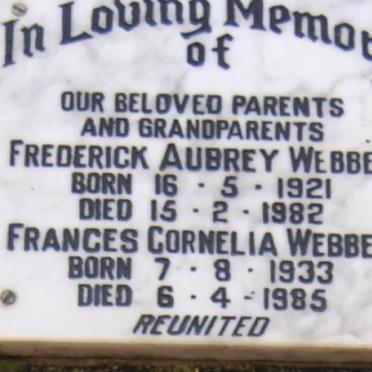 In Loving Memor
of
OUR BELOVED PARENTS
AND GRANDPARENTS
FREDERICK AUBREY WEBBE
BORN 16 · 5 · 1921
DIED 15 · 2 · 1982
FRANCES CORNELIA WEBBE
BORN 7 · 8 · 1933
DIED 6 · 4 · 1985
REUNITED